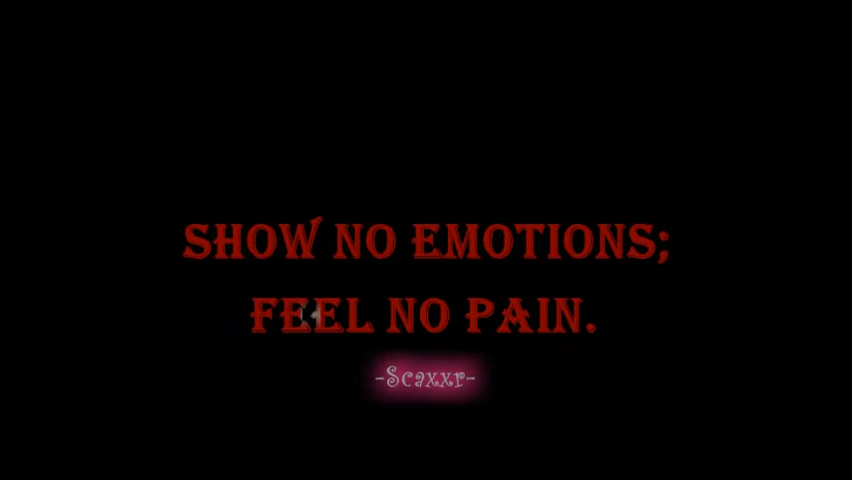 SHOW NO EMOTIONS;
FEEL NO PAIN.
-Scaxxr-